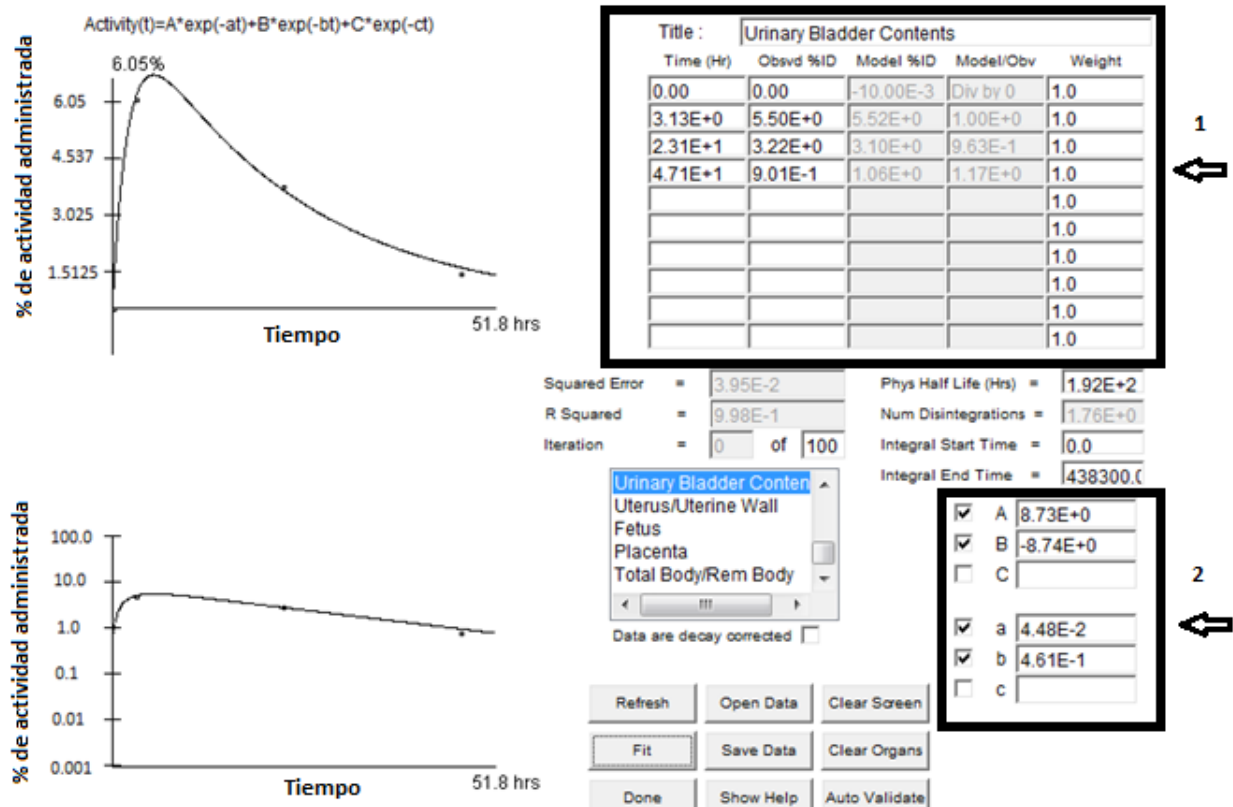 Activity(t)=A*exp(-at)+B*exp(-bt)+C*exp(-ct)
% de actividad administrada
6.05%
6.05
4.537
3.025
1.5125
Tiempo
51.8 hrs
Title : Urinary Bladder Contents
Time (Hr) Obsvd %ID Model %ID Model/Obv Weight
0.00 0.00 -10.00E-3 Div by 0 1.0
3.13E+0 5.50E+0 5.52E+0 1.00E+0 1.0
2.31E+1 3.22E+0 3.10E+0 9.63E-1 1.0
4.71E+1 9.01E-1 1.06E+0 1.17E+0 1.0
1.0
1.0
1.0
1.0
1.0
1.0
1
Squared Error = 3.95E-2
R Squared = 9.98E-1
Iteration = 0 of 100
Phys Half Life (Hrs) = 1.92E+2
Num Disintegrations = 1.76E+0
Integral Start Time = 0.0
Integral End Time = 438300.0
Urinary Bladder Conten
Uterus/Uterine Wall
Fetus
Placenta
Total Body/Rem Body
Data are decay corrected
A 8.73E+0
B -8.74E+0
C
a 4.48E-2
b 4.61E-1
c
2
% de actividad administrada
100.0
10.0
1.0
0.1
0.01
0.001
Tiempo
51.8 hrs
Refresh Open Data Clear Screen
Fit Save Data Clear Organs
Done Show Help Auto Validate